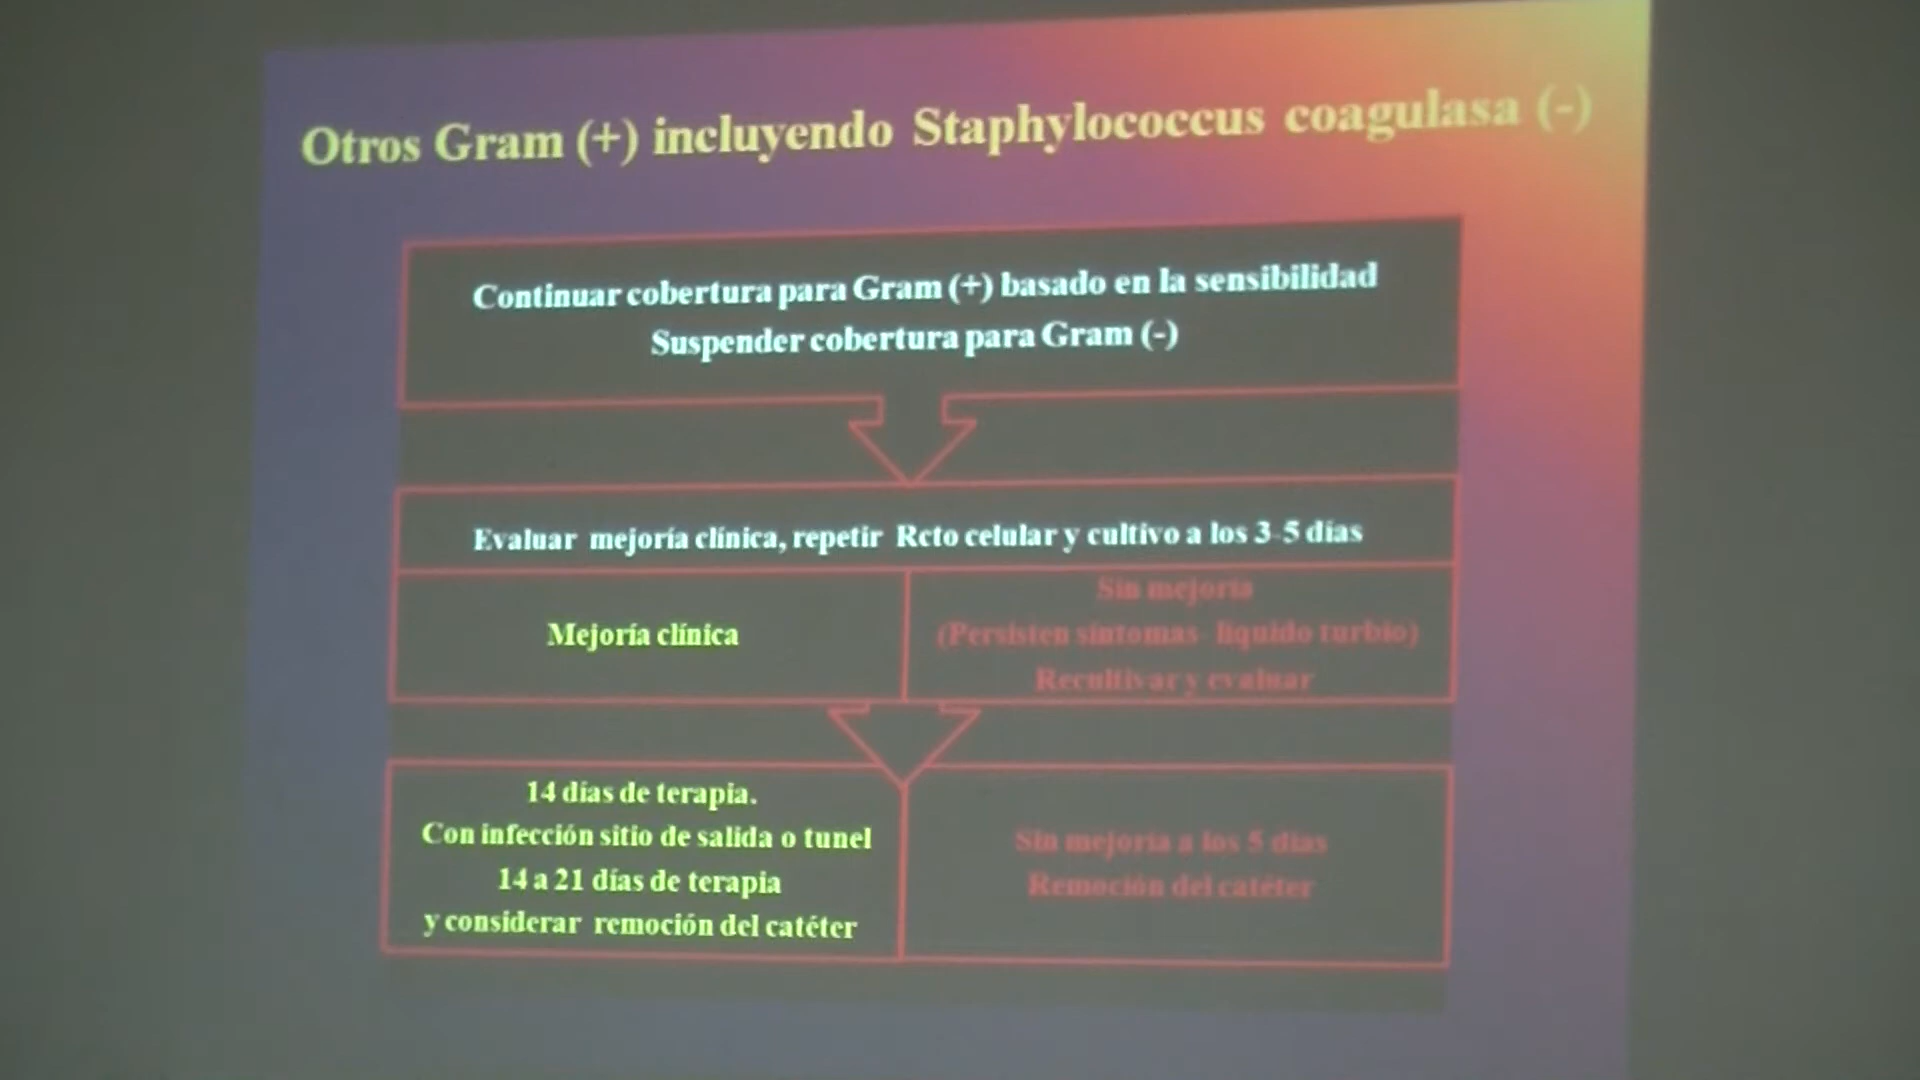 Otros Gram (+) incluyendo Staphylococcus coagulasa (-)
Continuar cobertura para Gram (+) basado en la sensibilidad
Suspender cobertura para Gram (-)
Evaluar mejoría clínica, repetir Rcto celular y cultivo a los 3-5 días
Mejoría clínica
Sin mejoría
(Persisten síntomas- líquido turbio)
Recultivar y evaluar
14 días de terapia.
Con infección sitio de salida o tunel
14 a 21 días de terapia
y considerar remoción del catéter
Sin mejoría a los 5 días
Remoción del catéter